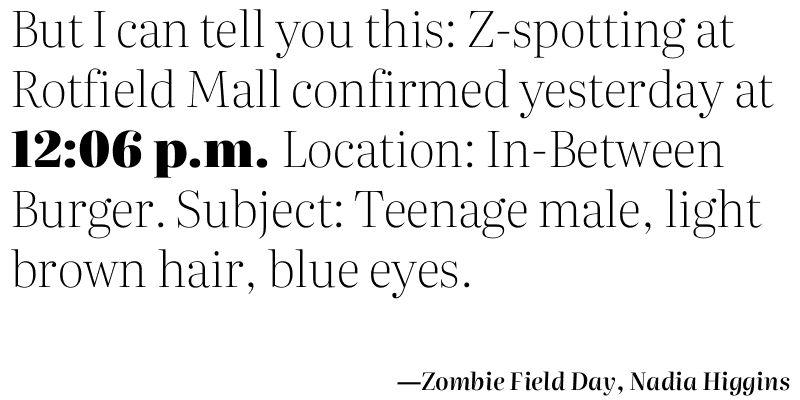 But I can tell you this: Z-spotting at
Rotfield Mall confirmed yesterday at
12:06 p.m. Location: In-Between
Burger. Subject: Teenage male, light
brown hair, blue eyes.
—Zombie Field Day, Nadia Higgins